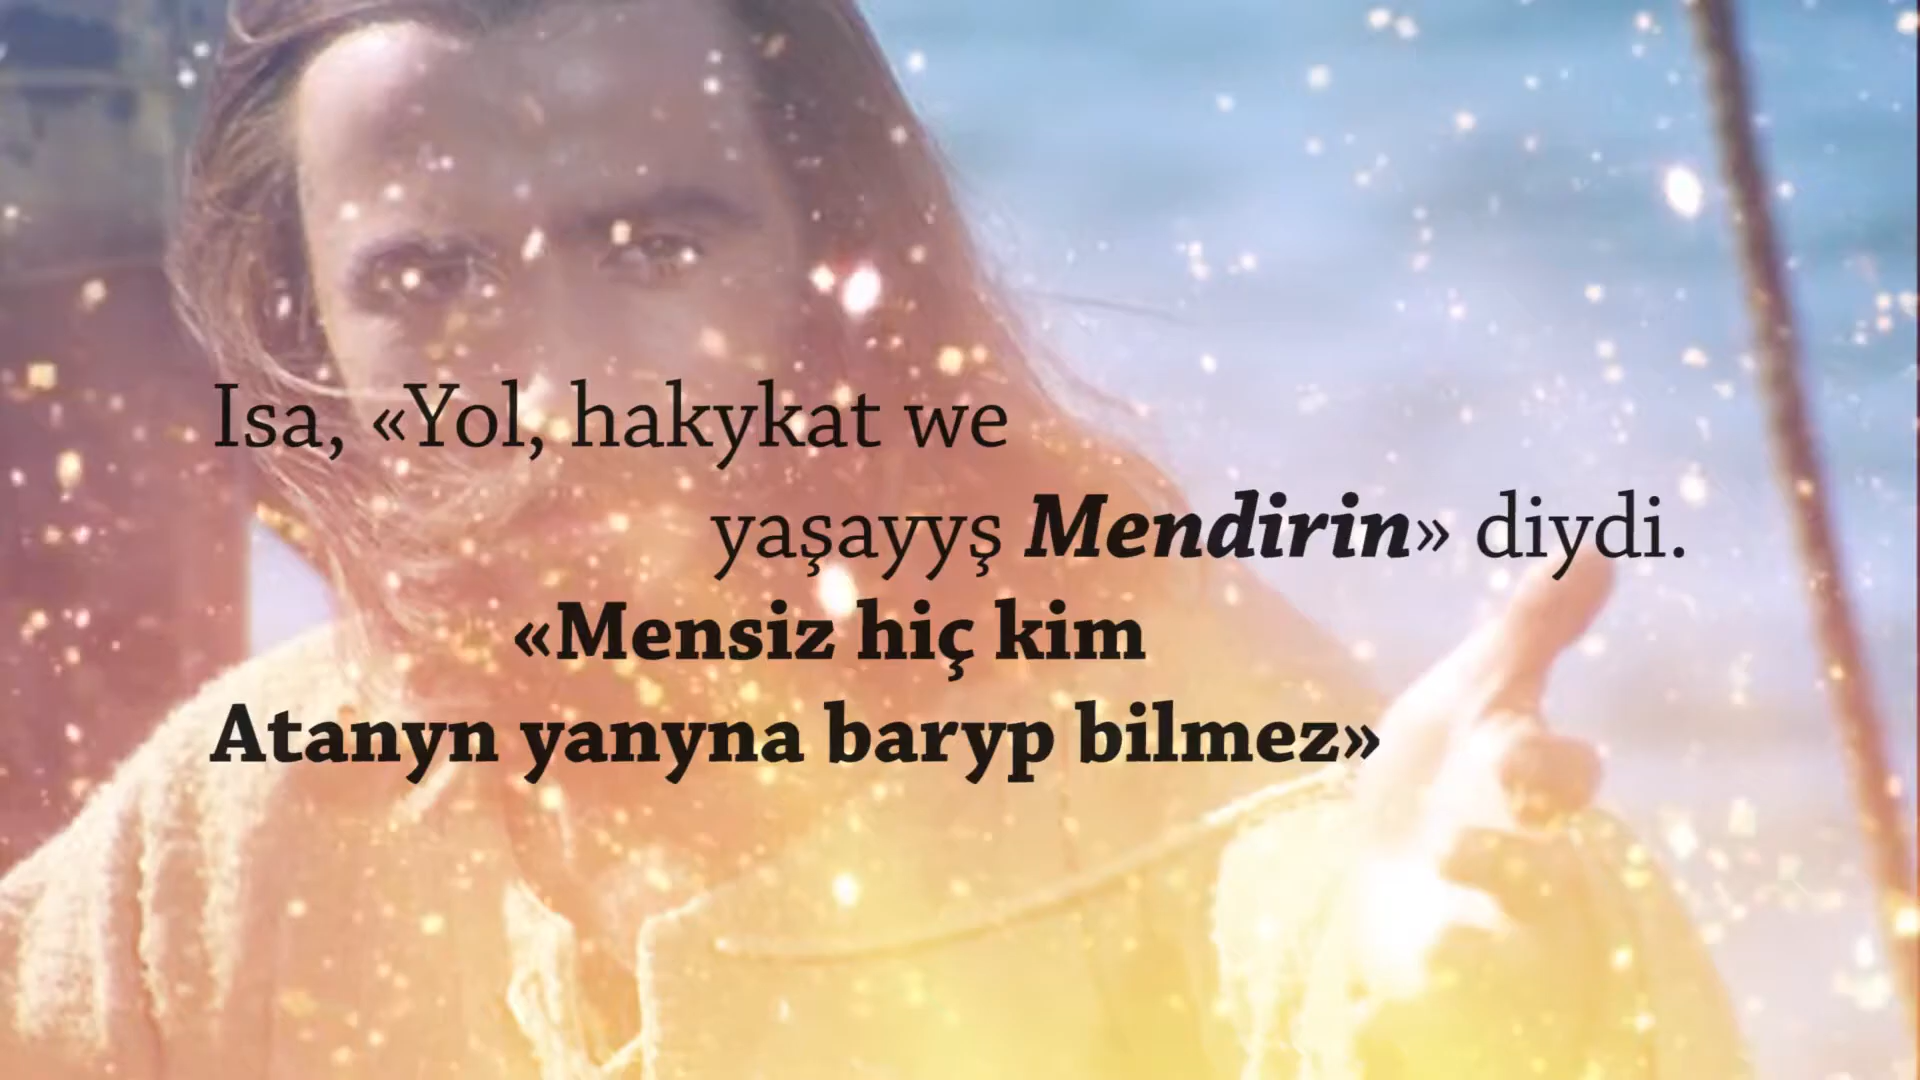 Isa, «Yol, hakykat we
yaşayyş Mendirin» diydi.
«Mensiz hiç kim
Atanyn yanyna baryp bilmez»